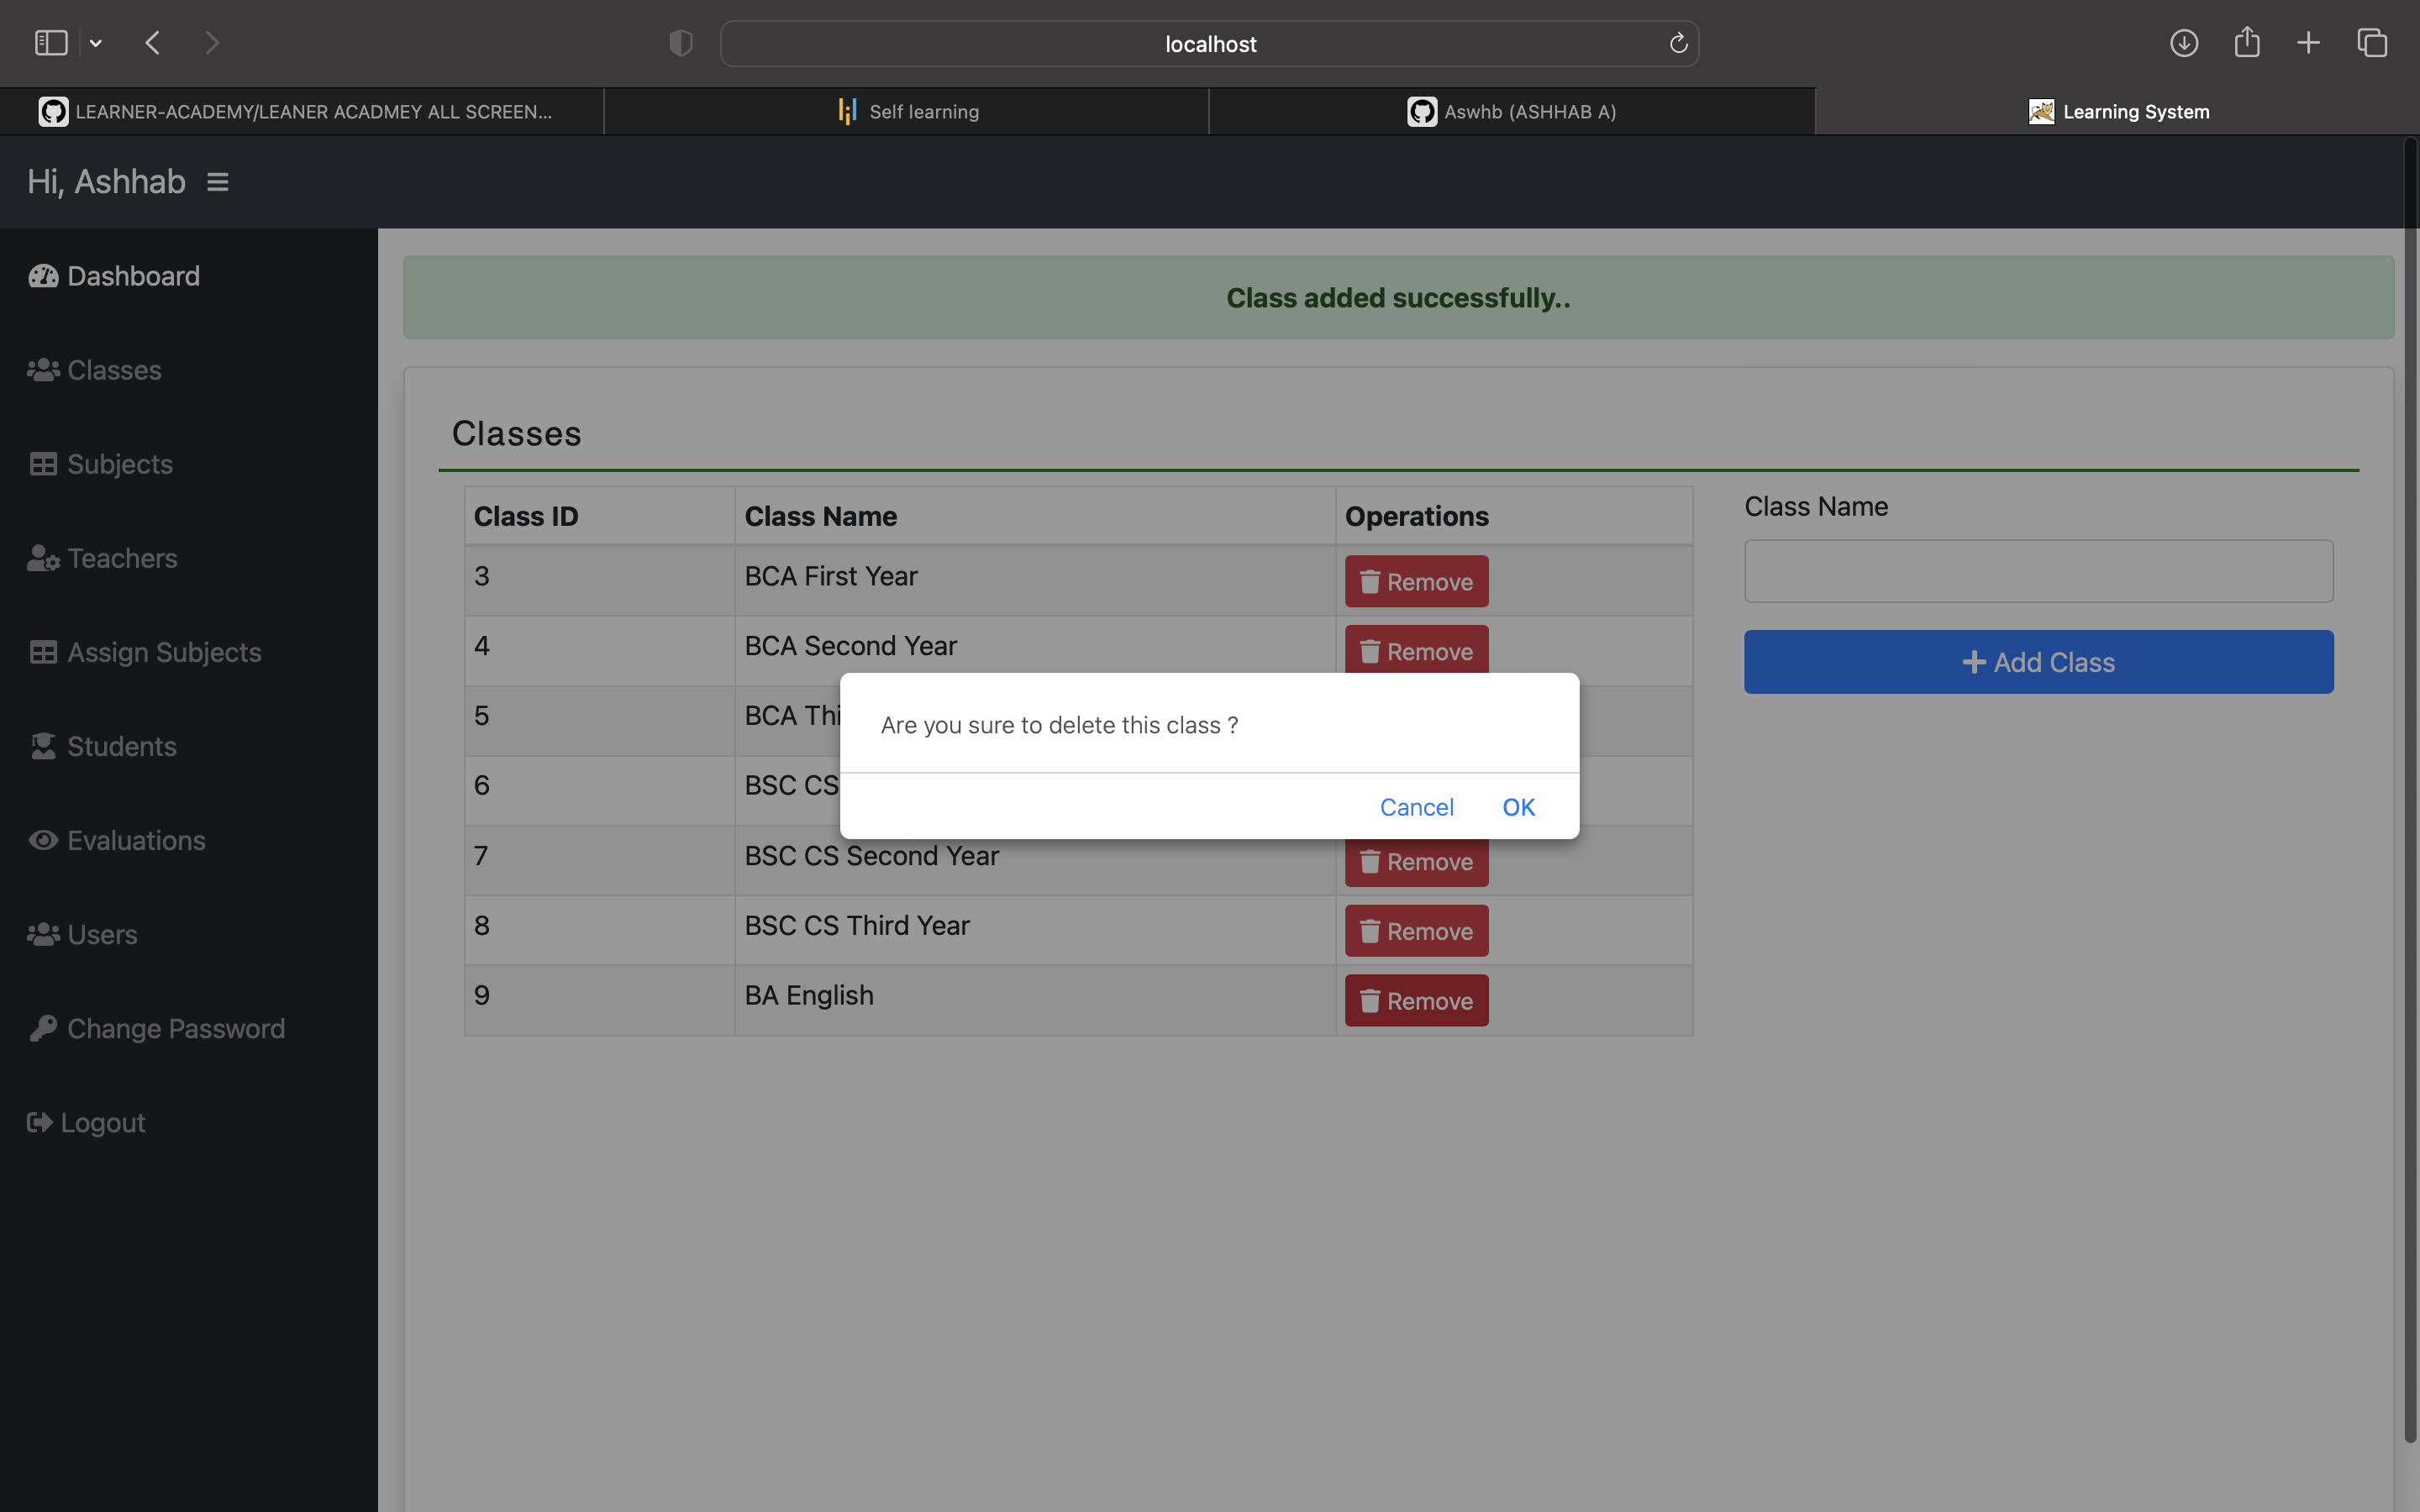 localhost
LEARNER-ACADEMY/LEANER ACADMEY ALL SCREEN...
Self learning
Aswhb (ASHHAB A)
Learning System
Hi, Ashhab
Dashboard
Classes
Subjects
Teachers
Assign Subjects
Students
Evaluations
Users
Change Password
Logout
Class added successfully..
Classes
Class ID Class Name Operations
3 BCA First Year Remove
4 BCA Second Year Remove
5 BCA Thi
6 BSC CS
7 BSC CS Second Year Remove
8 BSC CS Third Year Remove
9 BA English Remove
Class Name
Add Class
Are you sure to delete this class ?
Cancel OK